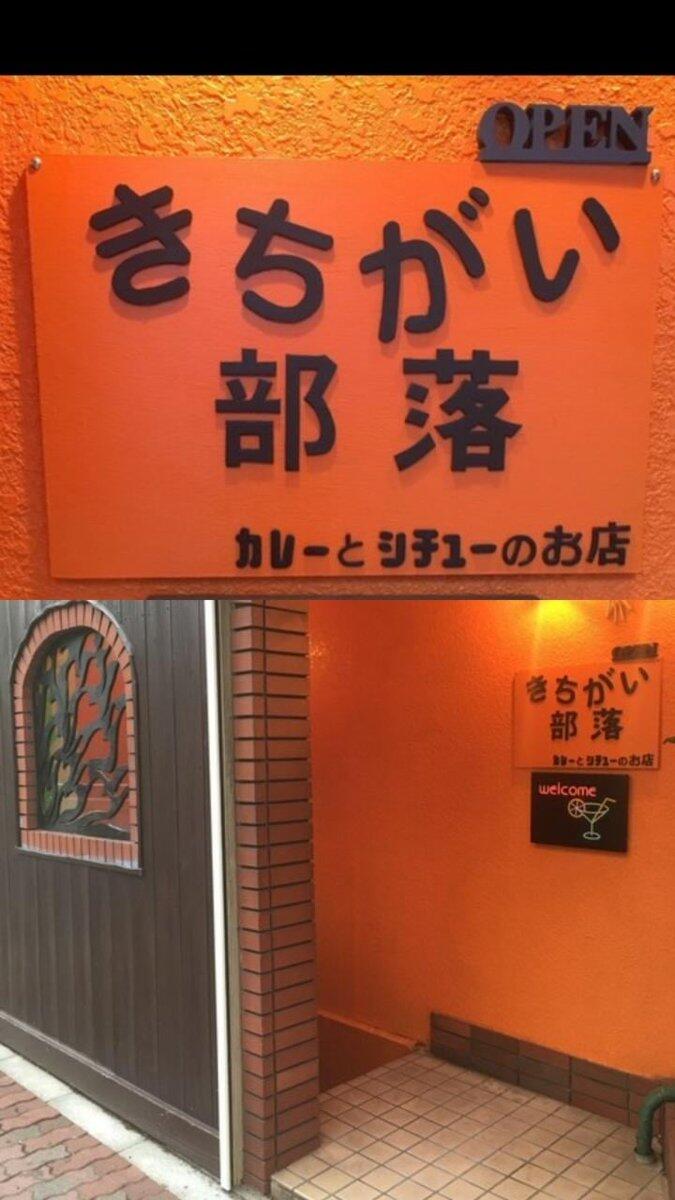 OPEN
きちがい
部落
カレーとシチューのお店
きちがい
部落
カレーとシチューのお店
welcome